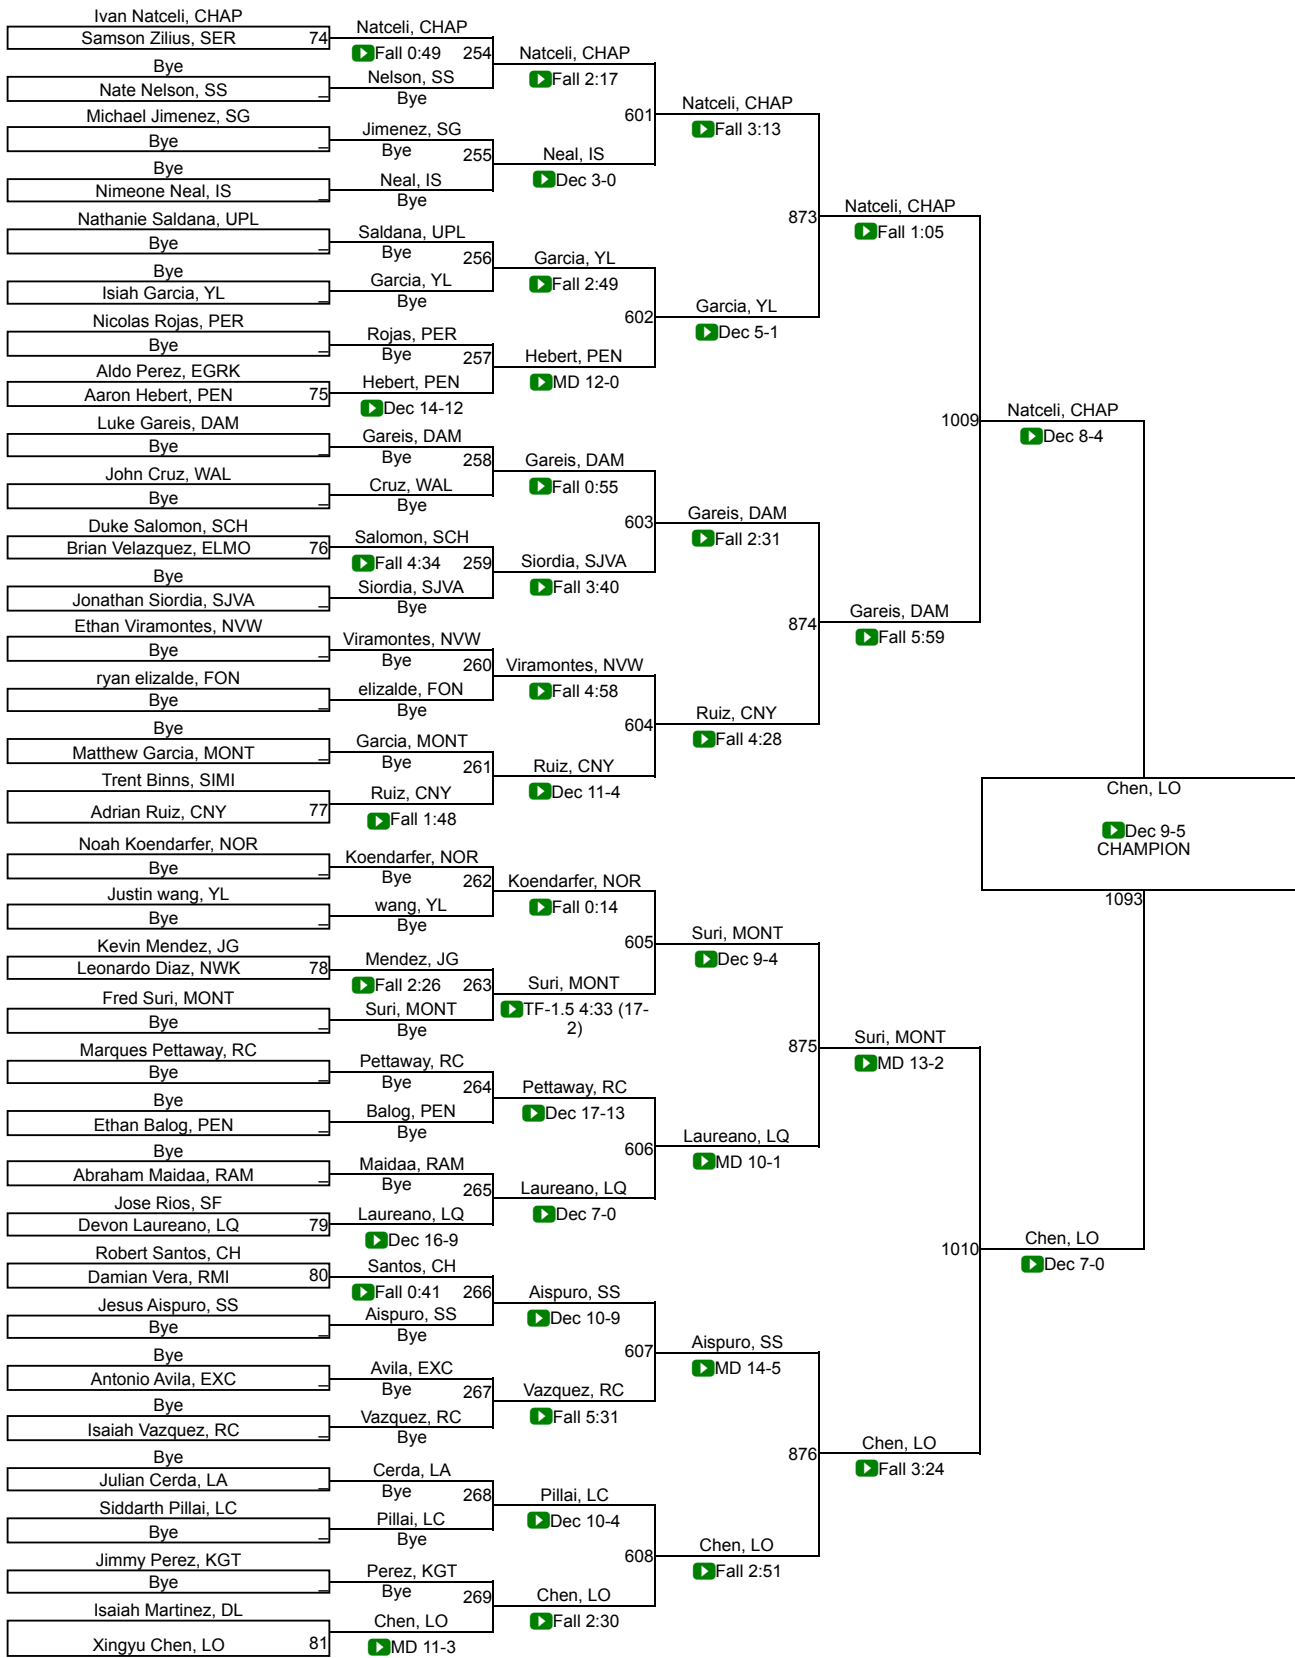 Ivan Natceli, CHAP
Samson Zilius, SER 74
Bye
Nate Nelson, SS _
Michael Jimenez, SG
Bye _
Bye
Nimeone Neal, IS _
Nathanie Saldana, UPL
Bye _
Bye
Isiah Garcia, YL _
Nicolas Rojas, PER
Bye _
Aldo Perez, EGRK
Aaron Hebert, PEN 75
Luke Gareis, DAM
Bye _
John Cruz, WAL
Bye _
Duke Salomon, SCH
Brian Velazquez, ELMO 76
Bye
Jonathan Siordia, SJVA _
Ethan Viramontes, NVW
Bye _
ryan elizalde, FON
Bye _
Bye
Matthew Garcia, MONT _
Trent Binns, SIMI
Adrian Ruiz, CNY 77
Noah Koendarfer, NOR
Bye _
Justin wang, YL
Bye _
Kevin Mendez, JG
Leonardo Diaz, NWK 78
Fred Suri, MONT
Bye _
Marques Pettaway, RC
Bye _
Bye
Ethan Balog, PEN _
Bye
Abraham Maidaa, RAM _
Jose Rios, SF
Devon Laureano, LQ 79
Robert Santos, CH
Damian Vera, RMI 80
Jesus Aispuro, SS
Bye _
Bye
Antonio Avila, EXC _
Bye
Isaiah Vazquez, RC _
Bye
Julian Cerda, LA _
Siddarth Pillai, LC
Bye _
Jimmy Perez, KGT
Bye _
Isaiah Martinez, DL
Xingyu Chen, LO 81
Natceli, CHAP
Fall 0:49 254
Nelson, SS
Bye
Jimenez, SG
Bye 255
Neal, IS
Bye
Saldana, UPL
Bye 256
Garcia, YL
Bye
Rojas, PER
Bye 257
Hebert, PEN
Dec 14-12
Gareis, DAM
Bye 258
Cruz, WAL
Bye
Salomon, SCH
Fall 4:34 259
Siordia, SJVA
Bye
Viramontes, NVW
Bye 260
elizalde, FON
Bye
Garcia, MONT
Bye 261
Ruiz, CNY
Fall 1:48
Koendarfer, NOR
Bye 262
wang, YL
Bye
Mendez, JG
Fall 2:26 263
Suri, MONT
Bye
Pettaway, RC
Bye 264
Balog, PEN
Bye
Maidaa, RAM
Bye 265
Laureano, LQ
Dec 16-9
Santos, CH
Fall 0:41 266
Aispuro, SS
Bye
Avila, EXC
Bye 267
Vazquez, RC
Bye
Cerda, LA
Bye 268
Pillai, LC
Bye
Perez, KGT
Bye 269
Chen, LO
MD 11-3
Natceli, CHAP
Fall 2:17
601
Neal, IS
Dec 3-0
Garcia, YL
Fall 2:49
602
Hebert, PEN
MD 12-0
Gareis, DAM
Fall 0:55
603
Siordia, SJVA
Fall 3:40
Viramontes, NVW
Fall 4:58
604
Ruiz, CNY
Dec 11-4
Koendarfer, NOR
Fall 0:14
605
Suri, MONT
TF-1.5 4:33 (17-
2)
Pettaway, RC
Dec 17-13
606
Laureano, LQ
Dec 7-0
Aispuro, SS
Dec 10-9
607
Vazquez, RC
Fall 5:31
Pillai, LC
Dec 10-4
608
Chen, LO
Fall 2:30
Natceli, CHAP
Fall 3:13
873
Garcia, YL
Dec 5-1
Gareis, DAM
Fall 2:31
874
Ruiz, CNY
Fall 4:28
Suri, MONT
Dec 9-4
875
Laureano, LQ
MD 10-1
Aispuro, SS
MD 14-5
876
Chen, LO
Fall 2:51
Natceli, CHAP
Fall 1:05
1009
Gareis, DAM
Fall 5:59
Suri, MONT
MD 13-2
1010
Chen, LO
Fall 3:24
Natceli, CHAP
Dec 8-4
Chen, LO
Dec 7-0
Chen, LO
Dec 9-5
CHAMPION
1093